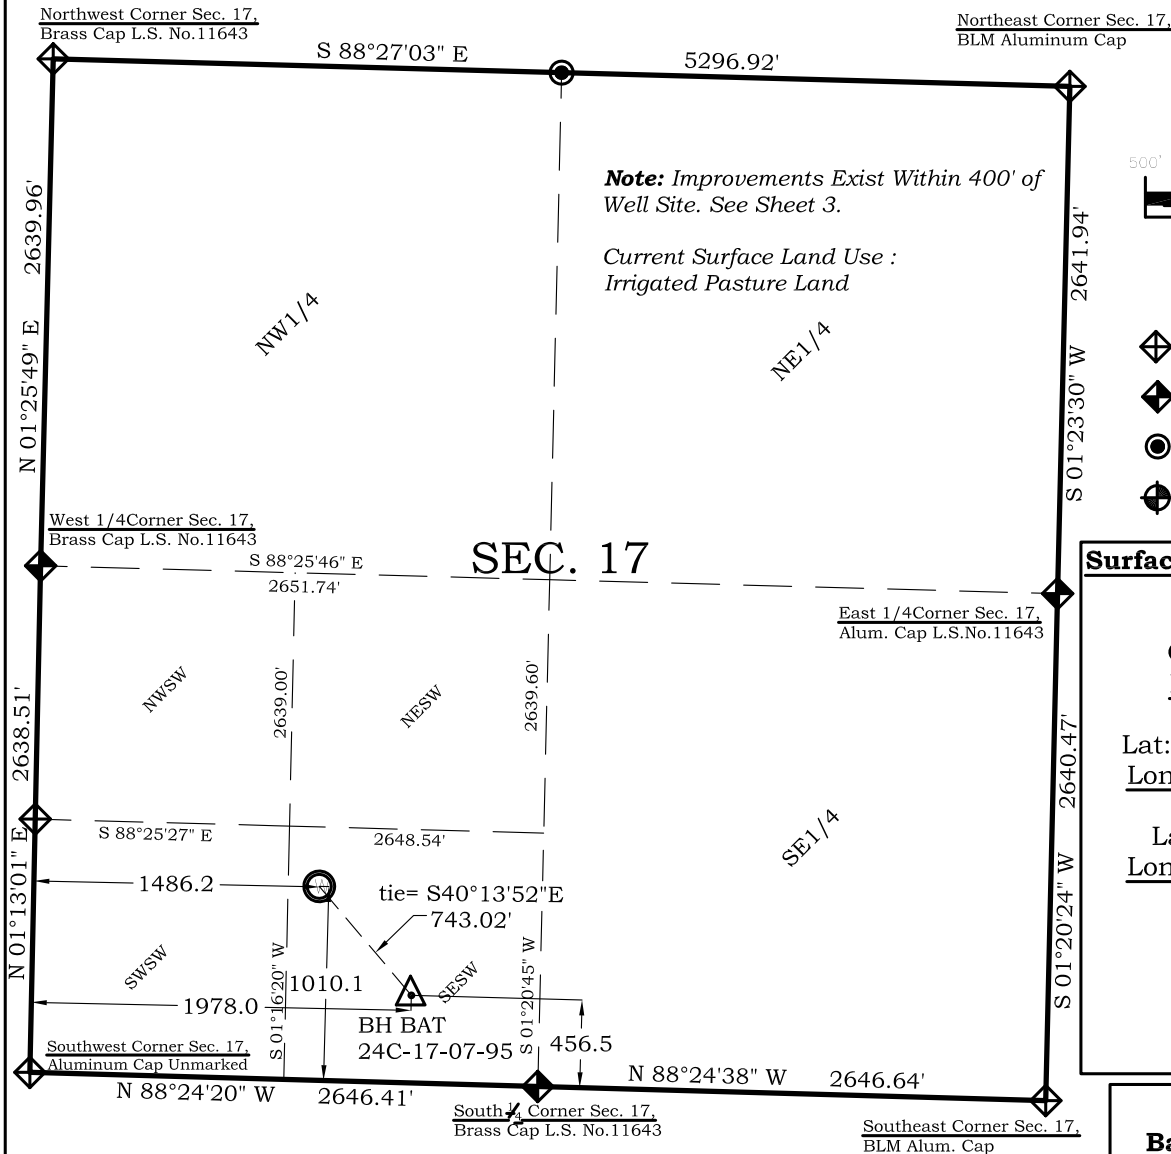 Northwest Corner Sec. 17,
Brass Cap L.S. No.11643
Northeast Corner Sec. 17,
BLM Aluminum Cap
S 88°27'03" E
5296.92'
Note: Improvements Exist Within 400' of
Well Site. See Sheet 3.
Current Surface Land Use :
Irrigated Pasture Land
500'
2639.96'
N 01°25'49" E
NW1/4
NE1/4
2641.94'
S 01°23'30" W
West 1/4Corner Sec. 17,
Brass Cap L.S. No.11643
S 88°25'46" E
2651.74'
SEC. 17
East 1/4Corner Sec. 17,
Alum. Cap L.S.No.11643
Surfac
NWSW
2639.00'
NESW
2639.60'
2638.51'
N 01°13'01" E
2640.47'
S 01°20'24" W
Lat:
Lon
La
Lon
SE1/4
S 88°25'27" E
2648.54'
1486.2
tie= S40°13'52"E
743.02'
SWSW
SESW
1010.1
1978.0
S 01°16'20" W
S 01°20'45" W
BH BAT
24C-17-07-95
456.5
Southwest Corner Sec. 17,
Aluminum Cap Unmarked
N 88°24'20" W
2646.41'
N 88°24'38" W
2646.64'
South 1/4 Corner Sec. 17,
Brass Cap L.S. No.11643
Southeast Corner Sec. 17,
BLM Alum. Cap
Ba